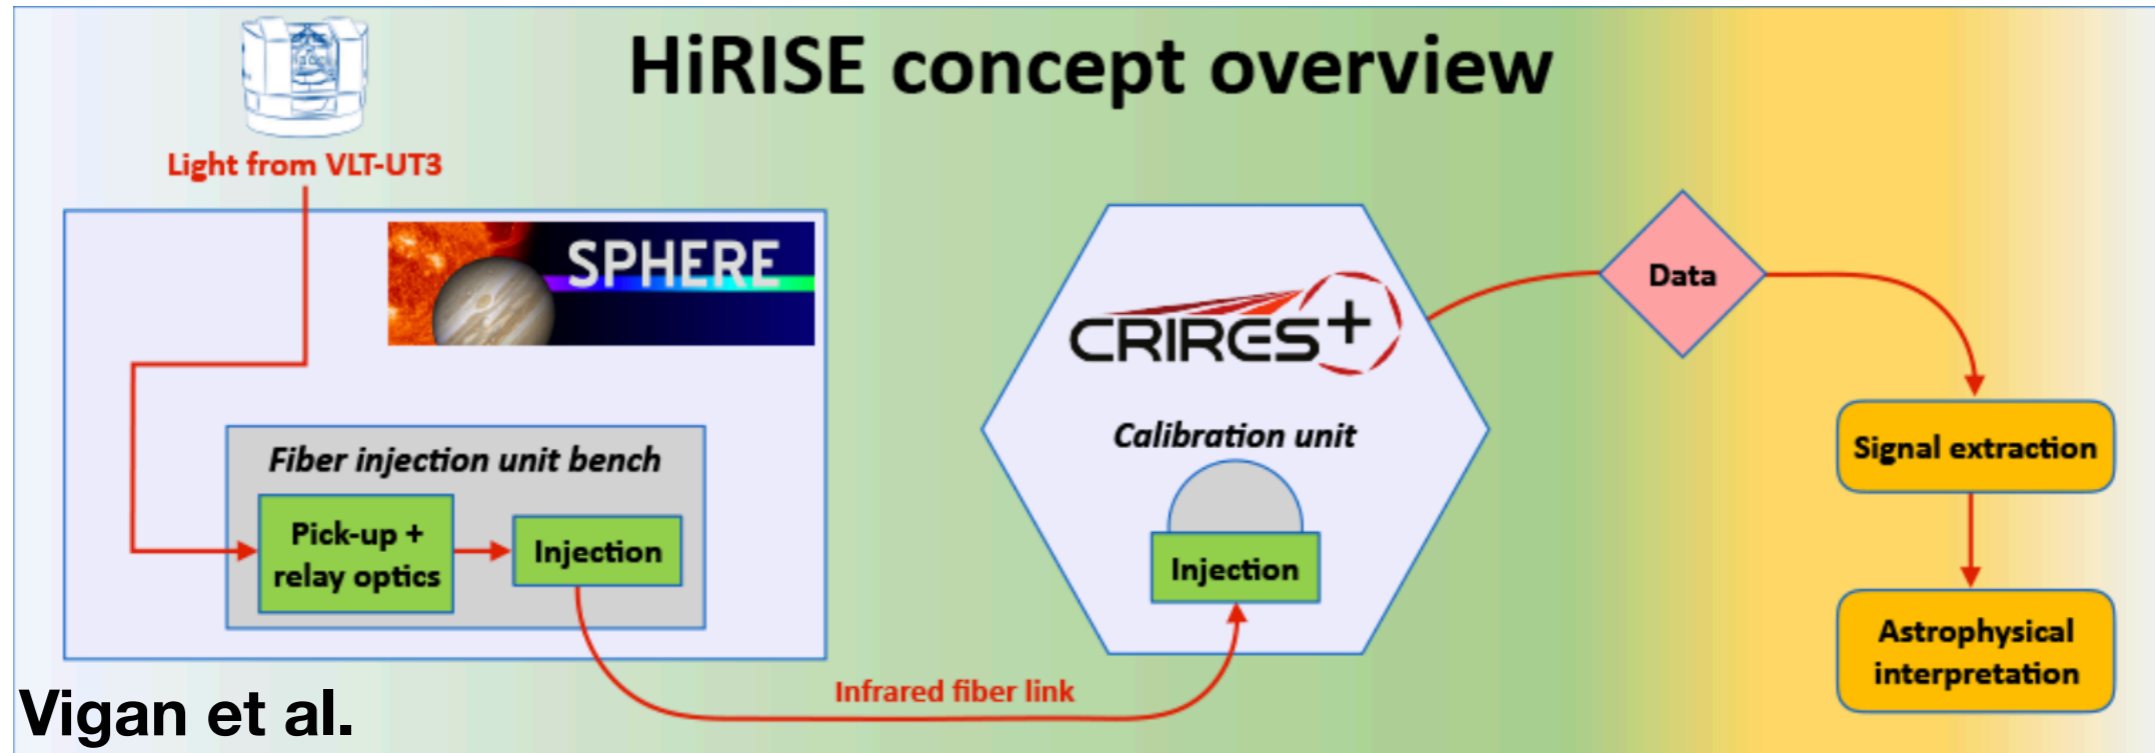 HiRISE concept overview
Light from VLT-UT3
SPHERE
Fiber injection unit bench
Pick-up +
relay optics
Injection
Infrared fiber link
CRIRES+
Calibration unit
Injection
Data
Signal extraction
Astrophysical
interpretation
Vigan et al.